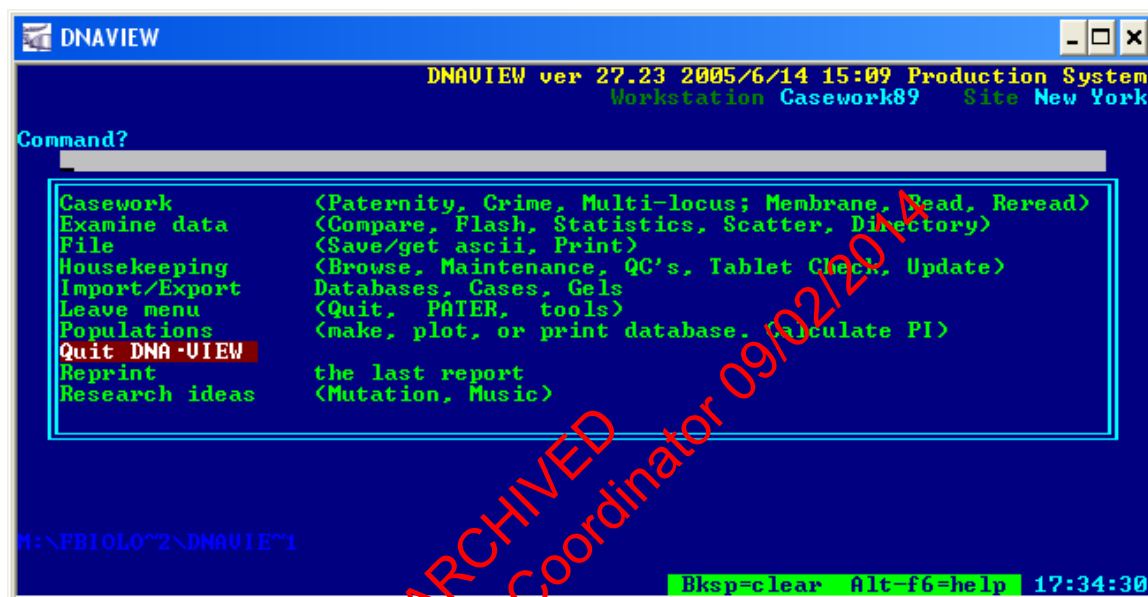 DNAVIEW
DNAVIEW ver 27.23 2005/6/14 15:09 Production System
Workstation Casework89 Site New York
Command?
Casework (Paternity, Crime, Multi-locus; Membrane, Read, Reread)
Examine data (Compare, Flash, Statistics, Scatter, Directory)
File (Save/get ascii, Print)
Housekeeping (Browse, Maintenance, QC's, Tablet Check, Update)
Import/Export Databases, Cases, Gels
Leave menu (Quit, PATER, tools)
Populations (make, plot, or print database. Calculate PI)
Quit DNA·VIEW
Reprint the last report
Research ideas (Mutation, Music)
ARCHIVED
Coordinator 09/02/2014
M:\FBIOLO~2\DNAVIE~1
Bksp=clear Alt-f6=help 17:34:30